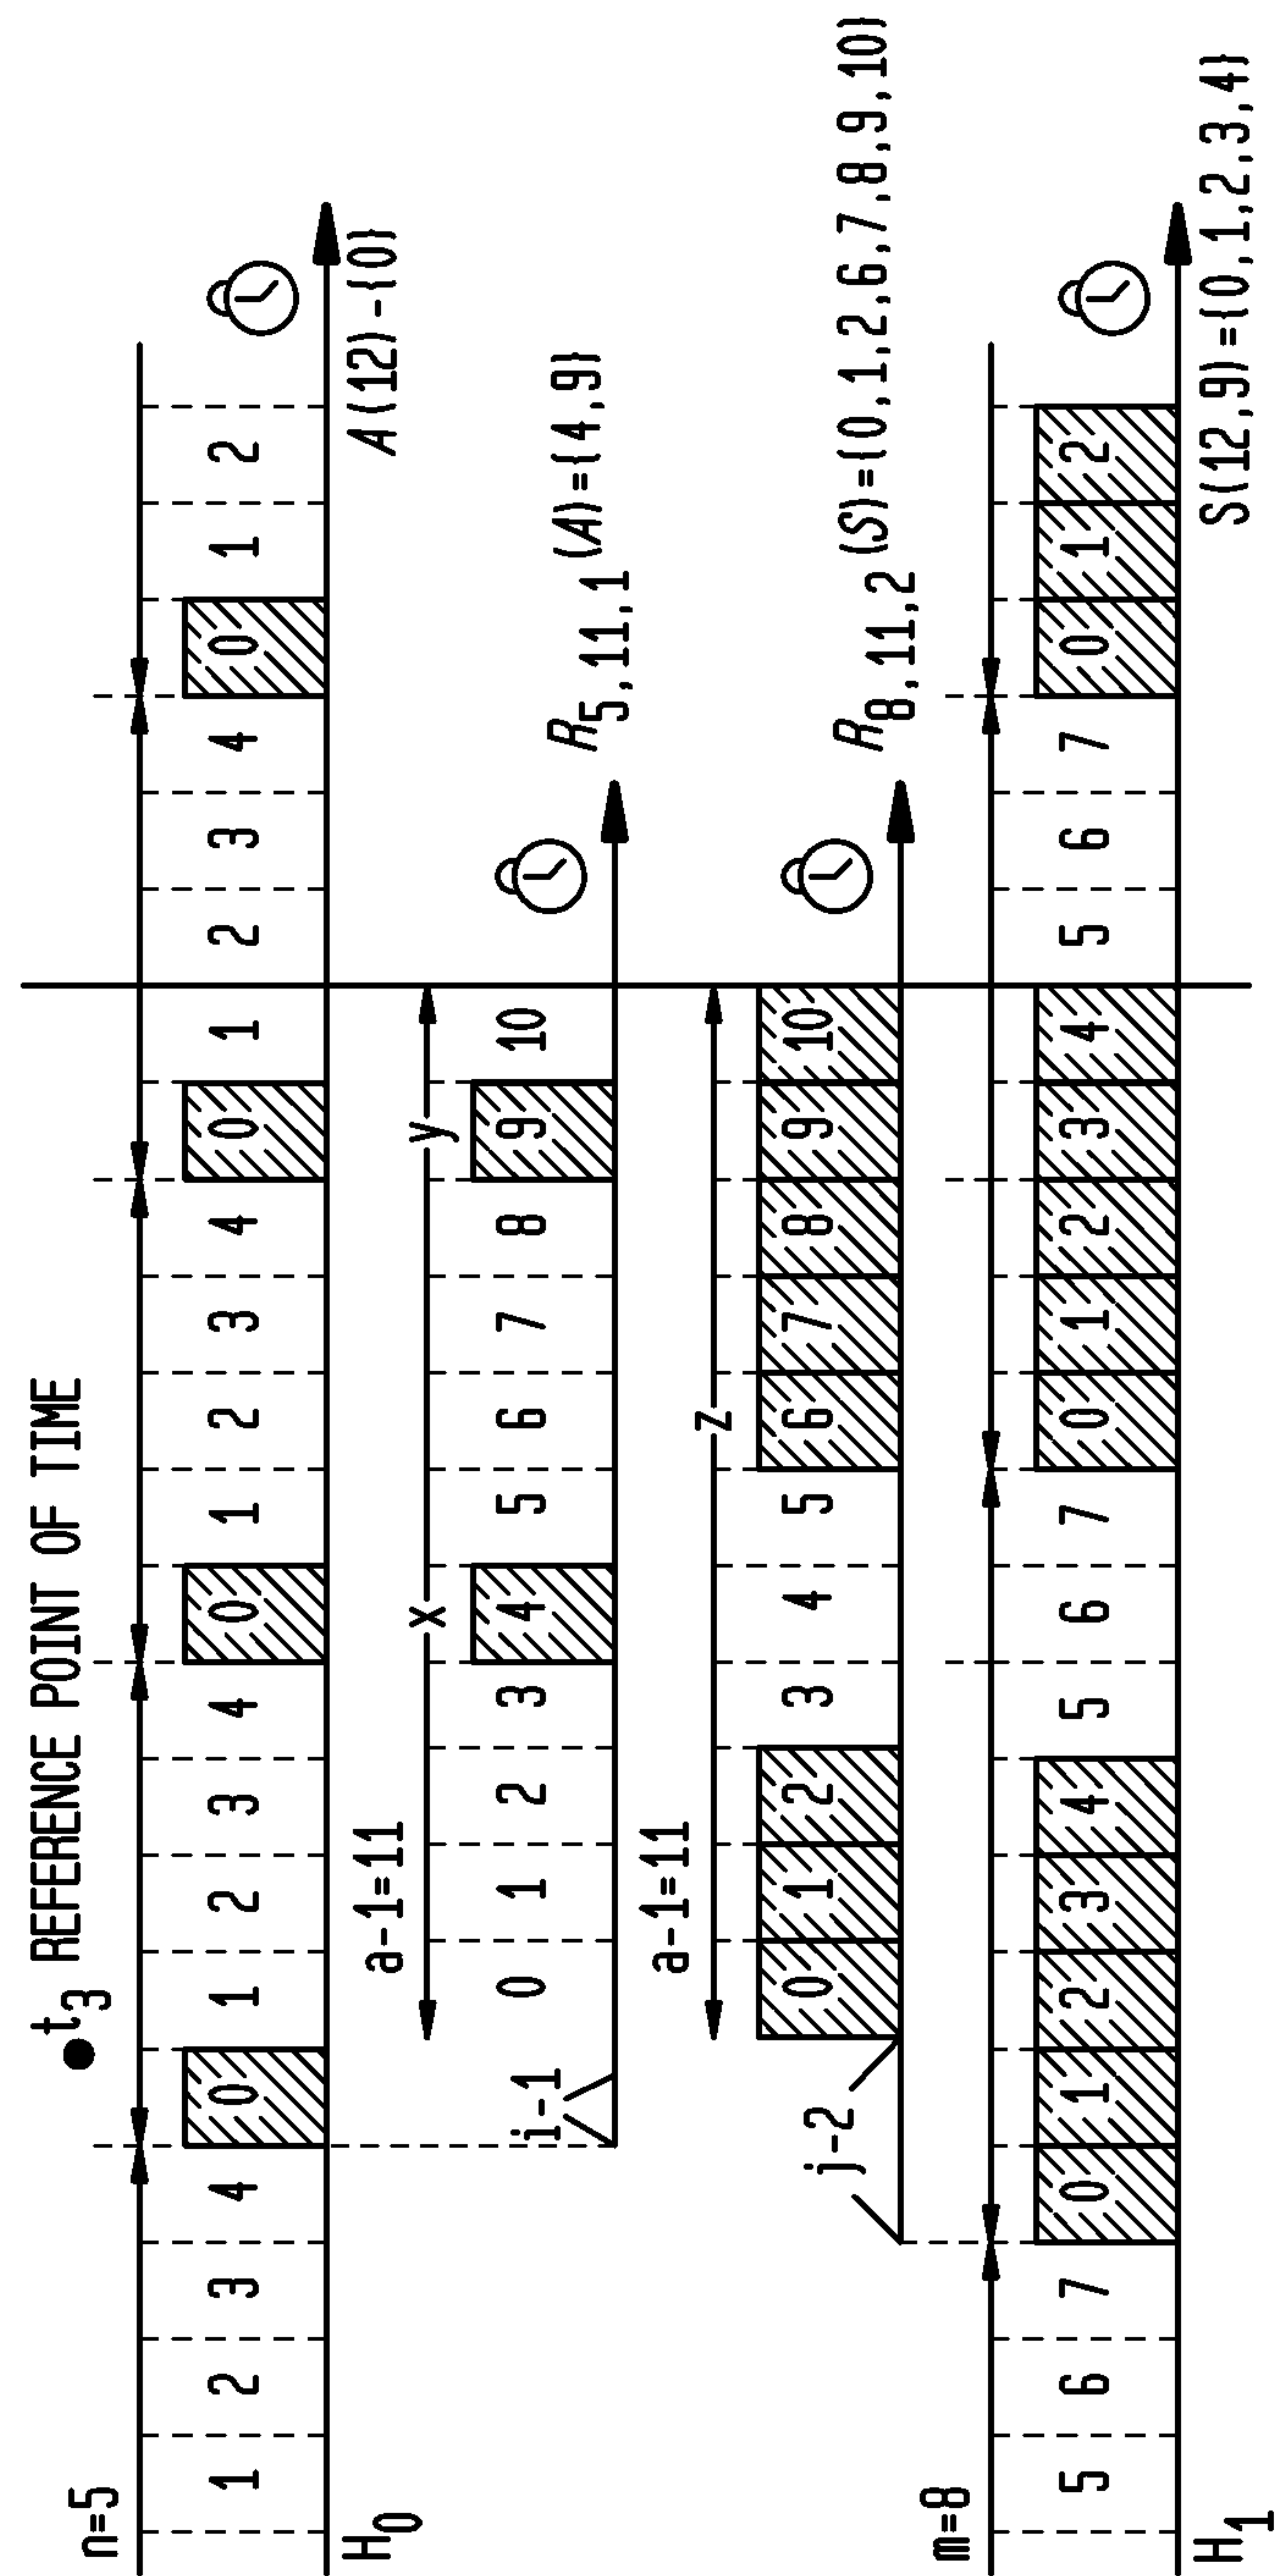 t3 REFERENCE POINT OF TIME
n=5
1 2 3 4 0 1 2 3 4 0 1 2 3 4 0 1 2 3 4 0 1 2
H0 A(12)-{0}
a-1=11 x y
i-1 0 1 2 3 4 5 6 7 8 9 10
R5,11,1(A)={4,9}
a-1=11 z
j-2 0 1 2 3 4 5 6 7 8 9 10
R8,11,2(S)={0,1,2,6,7,8,9,10}
m=8
5 6 7 0 1 2 3 4 5 6 7 0 1 2 3 4 5 6 7 0 1 2
H1 S(12,9)={0,1,2,3,4}